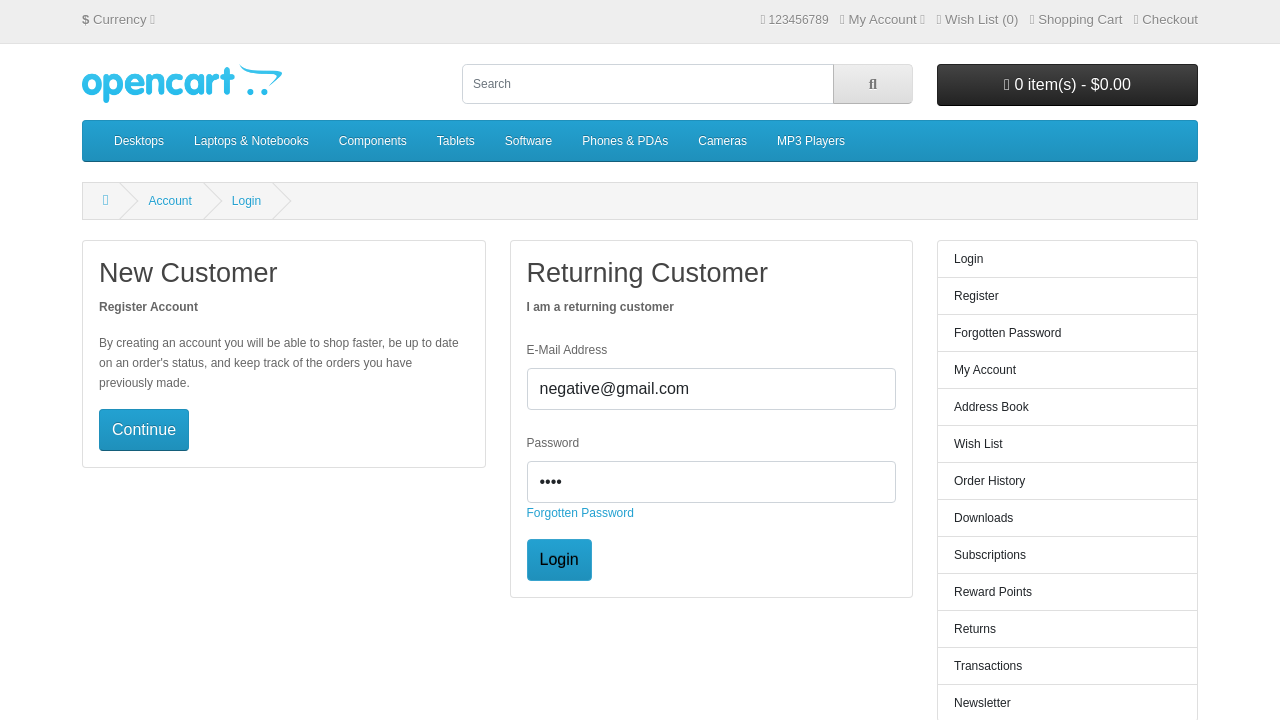 $ Currency
123456789 My Account Wish List (0) Shopping Cart Checkout
opencart
Search
0 item(s) - $0.00
Desktops Laptops & Notebooks Components Tablets Software Phones & PDAs Cameras MP3 Players
Account Login
New Customer
Register Account
By creating an account you will be able to shop faster, be up to date
on an order's status, and keep track of the orders you have
previously made.
Continue
Returning Customer
I am a returning customer
E-Mail Address
negative@gmail.com
Password
••••
Forgotten Password
Login
Login
Register
Forgotten Password
My Account
Address Book
Wish List
Order History
Downloads
Subscriptions
Reward Points
Returns
Transactions
Newsletter